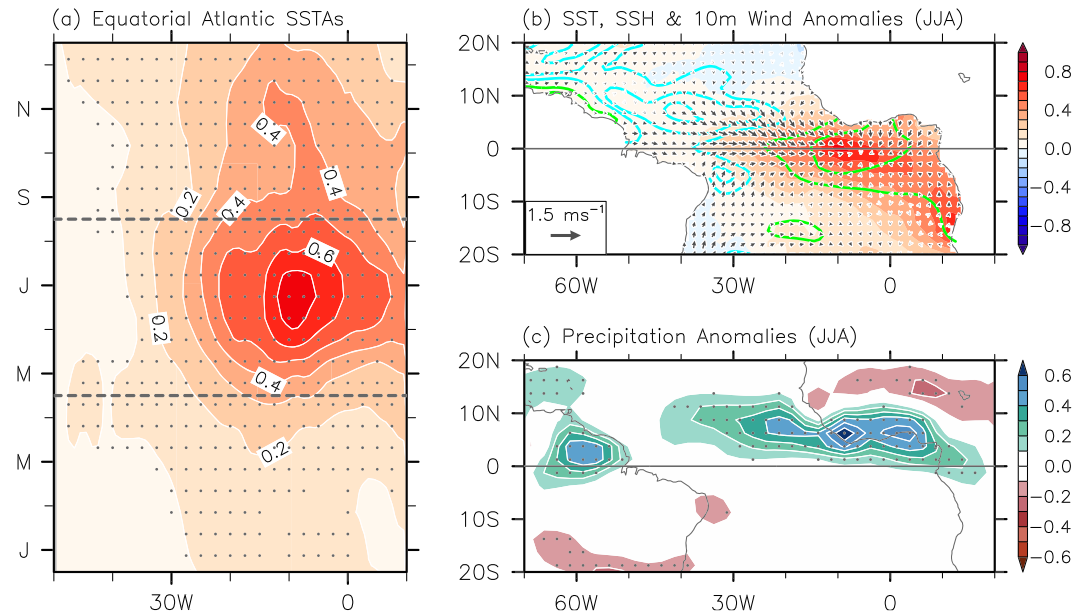 (a) Equatorial Atlantic SSTAs
N
S
J
M
M
J
30W
0
0.4
0.4
0.4
0.2
0.6
0.2
0.4
0.2
(b) SST, SSH & 10m Wind Anomalies (JJA)
20N
10N
0
10S
20S
1.5 ms⁻¹
60W
30W
0
0.8
0.4
0.0
−0.4
−0.8
(c) Precipitation Anomalies (JJA)
20N
10N
0
10S
20S
60W
30W
0
0.6
0.4
0.2
0.0
−0.2
−0.4
−0.6